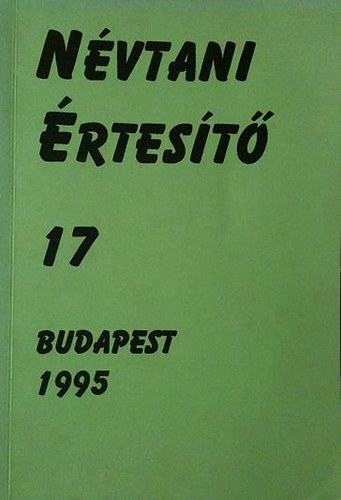 NÉVTANI
ÉRTESÍTŐ
17
BUDAPEST
1995